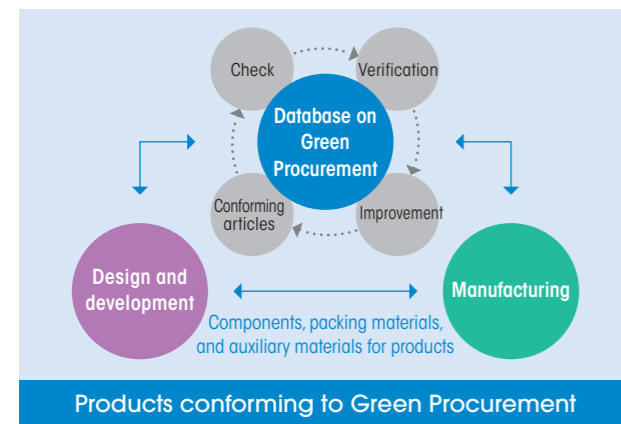 Check
Verification
Database on
Green
Procurement
Conforming
articles
Improvement
Design and
development
Manufacturing
Components, packing materials,
and auxiliary materials for products
Products conforming to Green Procurement